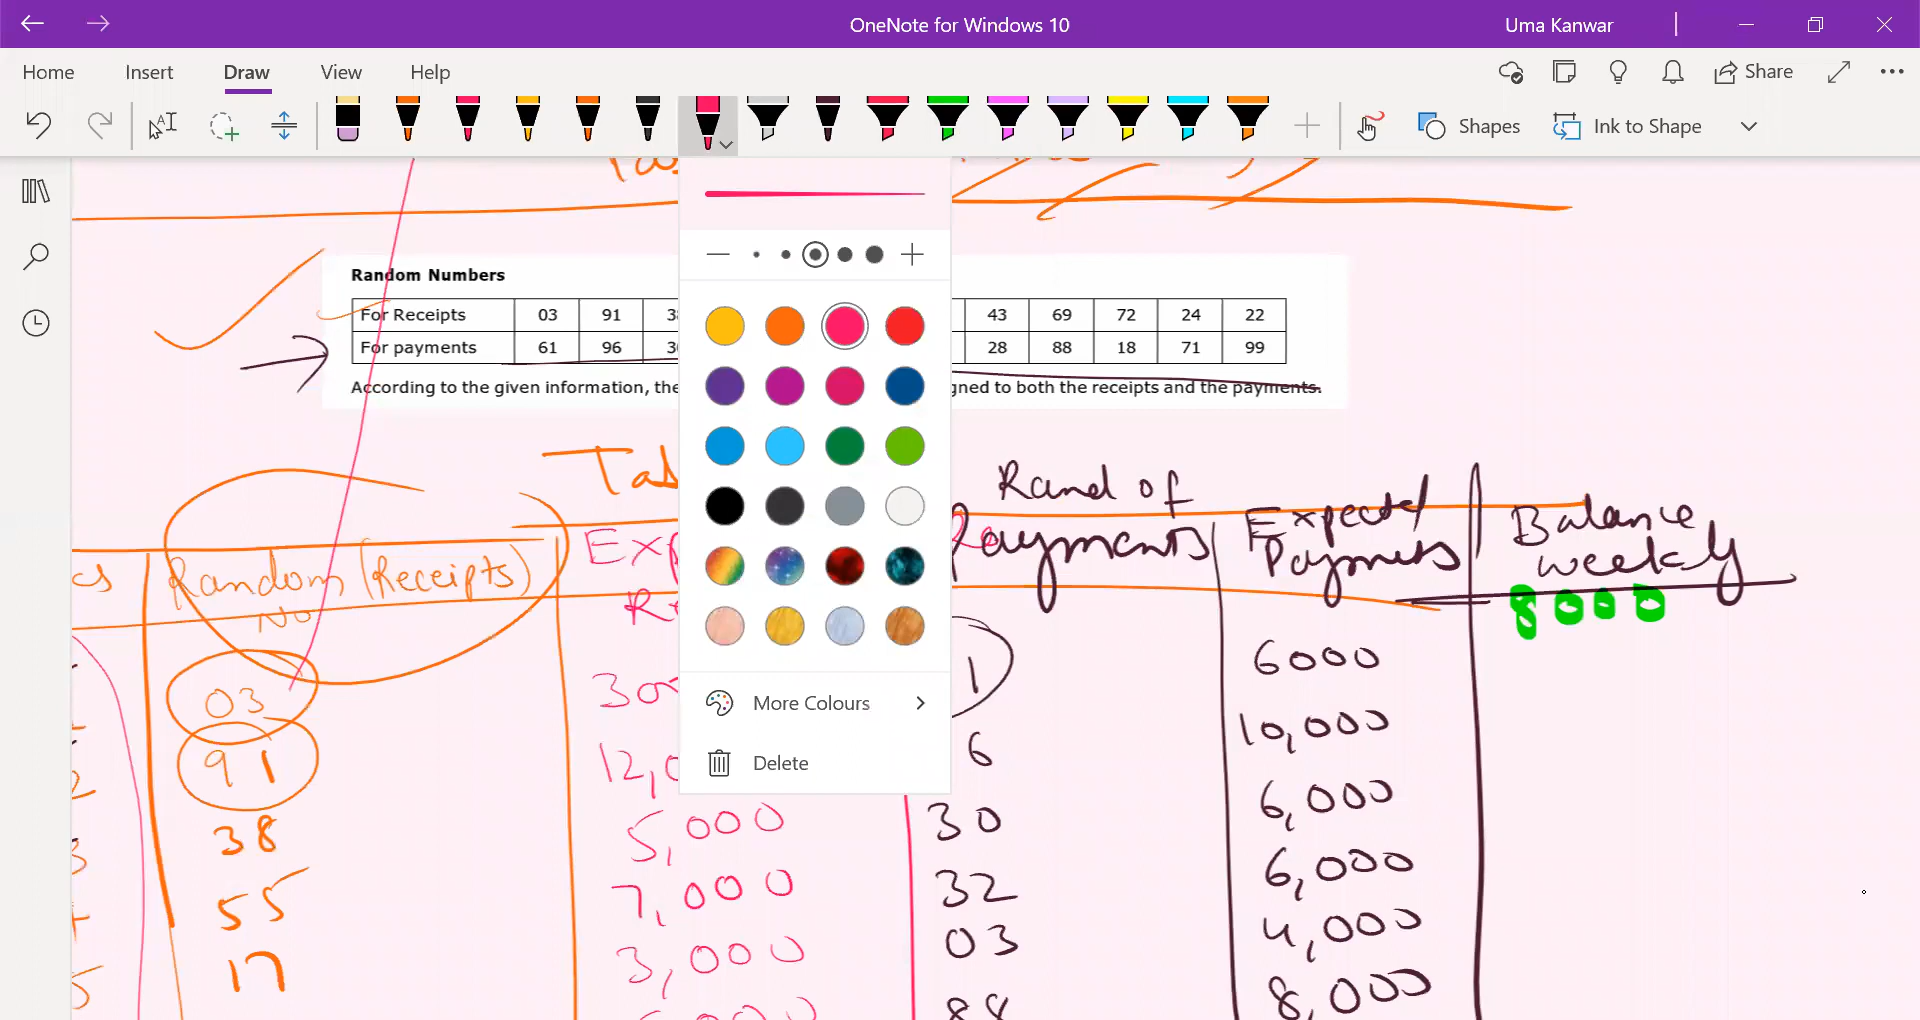 OneNote for Windows 10
Uma Kanwar
Home Insert Draw View Help
Share
Shapes Ink to Shape
Random Numbers
For Receipts 03 91 43 69 72 24 22
For payments 61 96 28 88 18 71 99
According to the given information, the gned to both the receipts and the payments.
Tab
Rand of
Payments
Expected
Payments
Balance
weekly
Random (Receipts)
No
8000
03
6000
91
12,0
6
10,000
38
5,000
30
6,000
55
7,000
32
6,000
17
3,000
03
4,000
88
8,000
More Colours
Delete